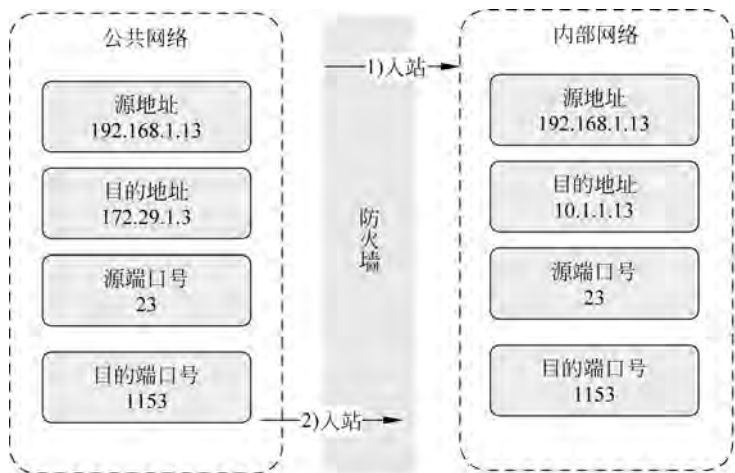 公共网络
源地址
192.168.1.13
目的地址
172.29.1.3
源端口号
23
目的端口号
1153
1)入站
防火墙
2)入站
内部网络
源地址
192.168.1.13
目的地址
10.1.1.13
源端口号
23
目的端口号
1153